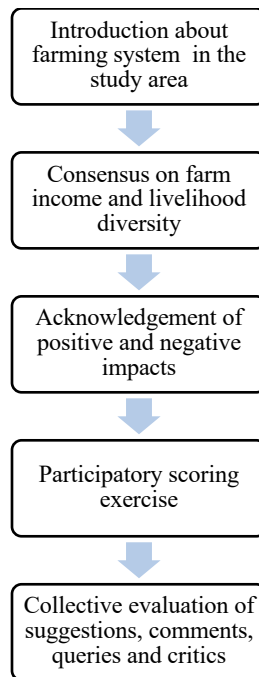 Introduction about
farming system in the
study area
Consensus on farm
income and livelihood
diversity
Acknowledgement of
positive and negative
impacts
Participatory scoring
exercise
Collective evaluation of
suggestions, comments,
queries and critics